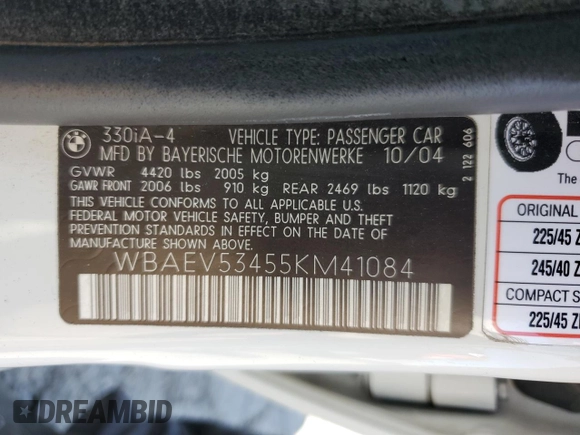 330iA-4 VEHICLE TYPE: PASSENGER CAR
MFD BY BAYERISCHE MOTORENWERKE 10/04
GVWR 4420 lbs 2005 kg
GAWR FRONT 2006 lbs 910 kg REAR 2469 lbs 1120 kg
THIS VEHICLE CONFORMS TO ALL APPLICABLE U.S.
FEDERAL MOTOR VEHICLE SAFETY, BUMPER AND THEFT
PREVENTION STANDARDS IN EFFECT ON THE DATE
OF MANUFACTURE SHOWN ABOVE.
WBAEV53455KM41084
2 122 606
The
ORIGINAL
225/45 Z
245/40 Z
COMPACT S
225/45 Z
DREAMBID